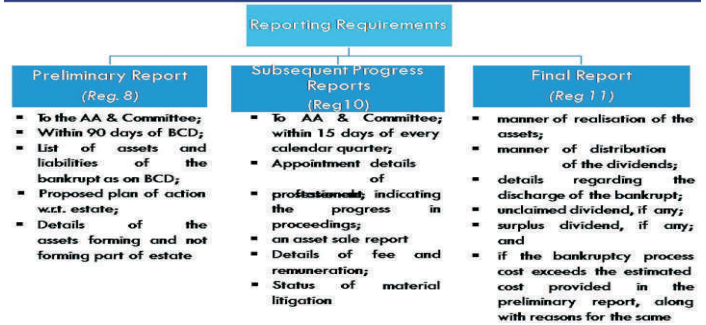 Reporting Requirements
Preliminary Report
(Reg. 8)
▪ To the AA & Committee;
▪ Within 90 days of BCD;
▪ List of assets and
liabilities of the
bankrupt as on BCD;
▪ Proposed plan of action
w.r.t. estate;
▪ Details of the
assets forming and not
forming part of estate
Subsequent Progress
Reports
(Reg10)
▪ To AA & Committee;
within 15 days of every
calendar quarter;
▪ Appointment details
of
▪ indicating
the progress in
proceedings;
▪ an asset sale report
▪ Details of fee and
remuneration;
▪ Status of material
litigation
Final Report
(Reg 11)
▪ manner of realisation of the
assets;
▪ manner of distribution
of the dividends;
▪ details regarding the
discharge of the bankrupt;
▪ unclaimed dividend, if any;
▪ surplus dividend, if any;
and
▪ if the bankruptcy process
cost exceeds the estimated
cost provided in the
preliminary report, along
with reasons for the same